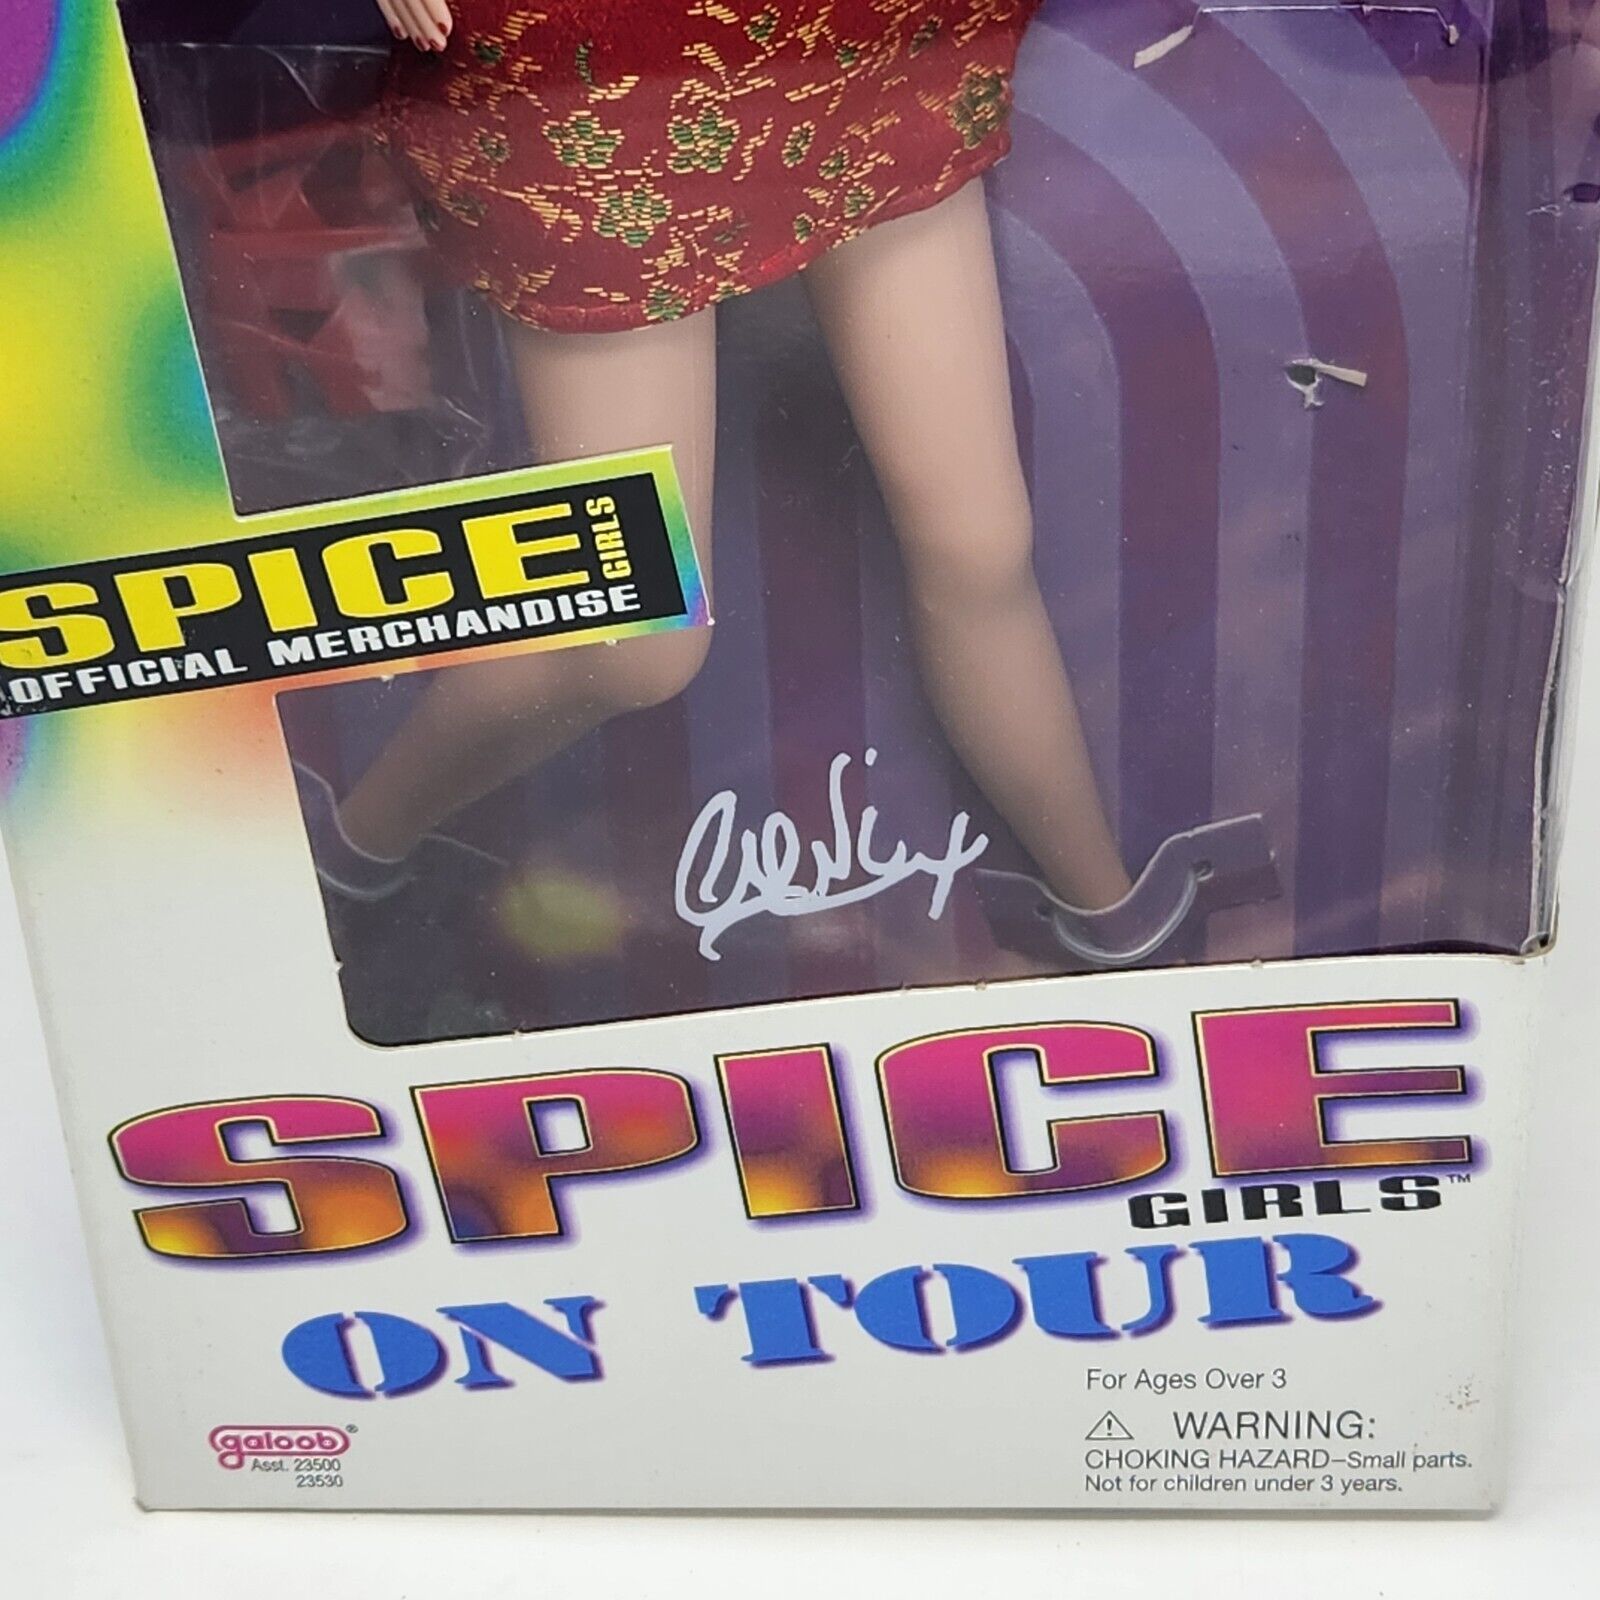 SPICE GIRLS
OFFICIAL MERCHANDISE
SPICE
GIRLS™
ON TOUR
For Ages Over 3
⚠ WARNING:
CHOKING HAZARD–Small parts.
Not for children under 3 years.
galoob®
Asst. 23500
23530